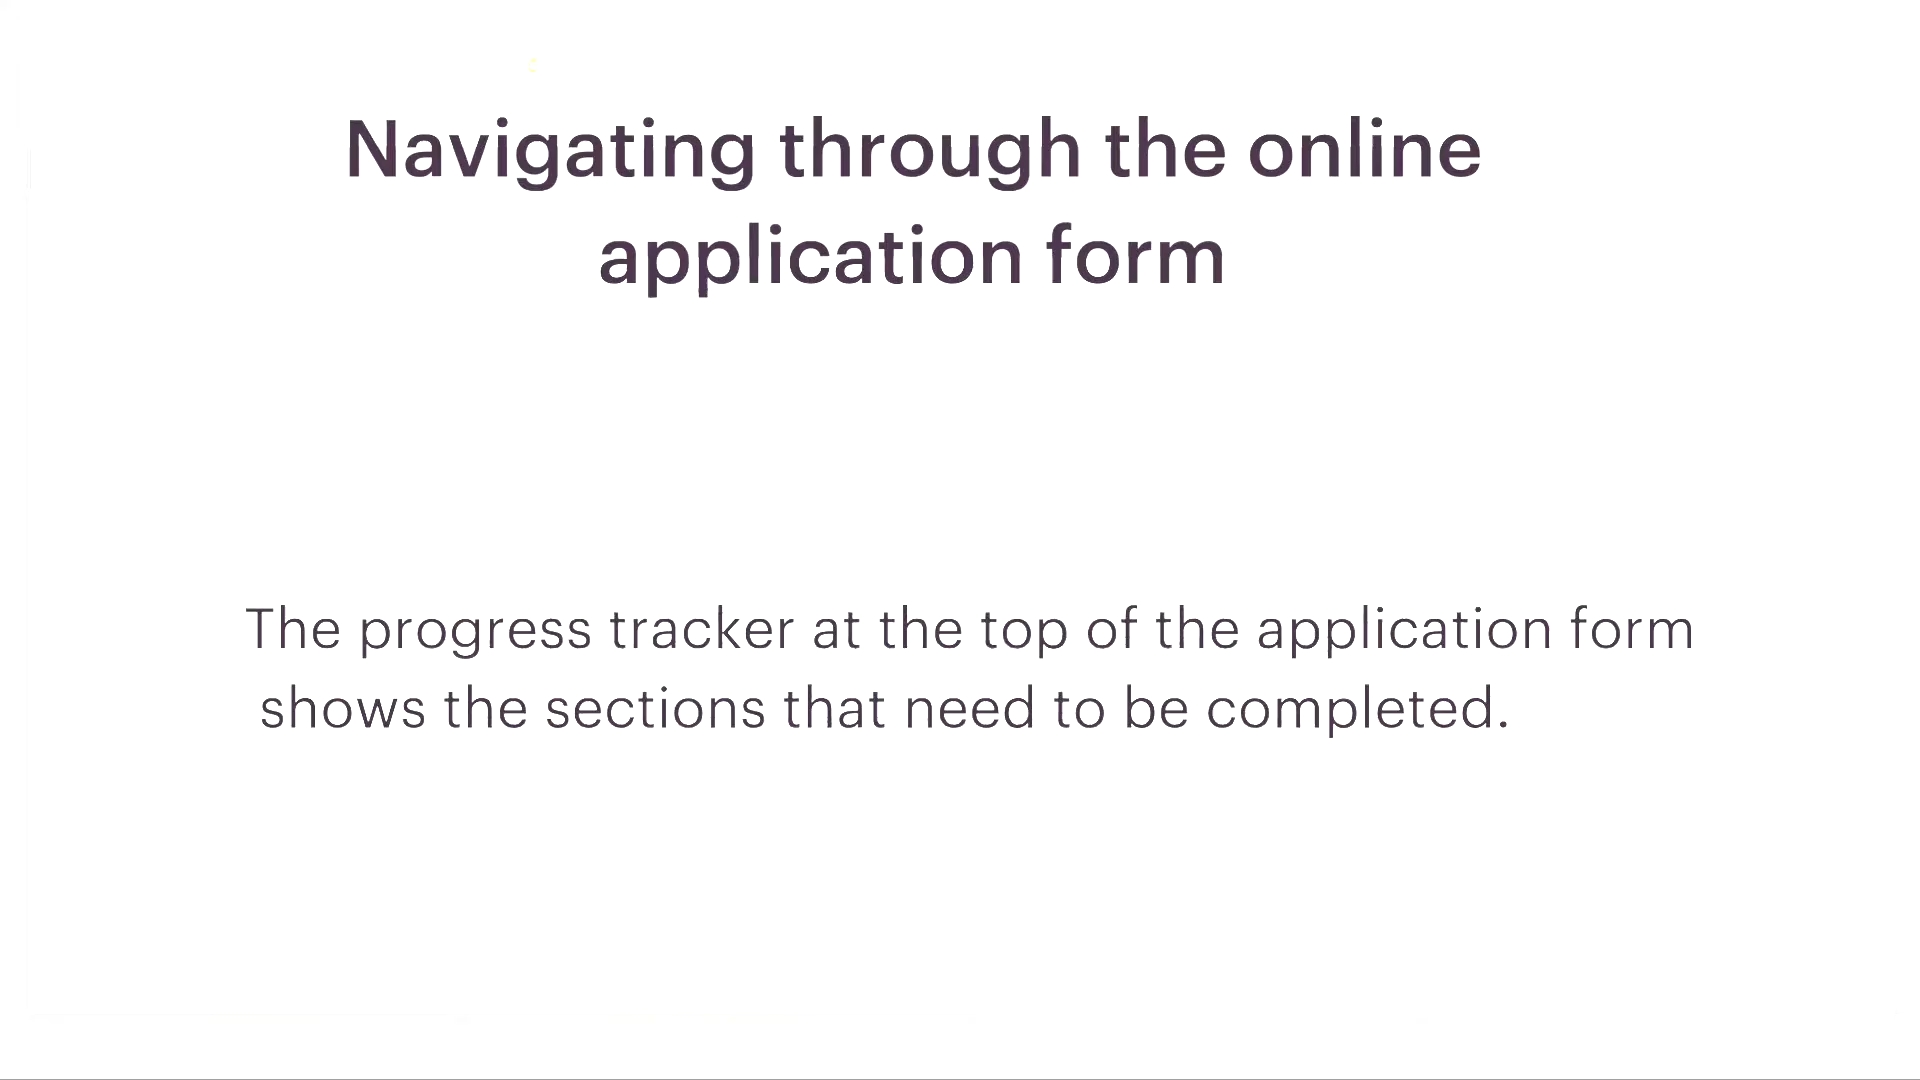 Navigating through the online
application form
The progress tracker at the top of the application form
shows the sections that need to be completed.